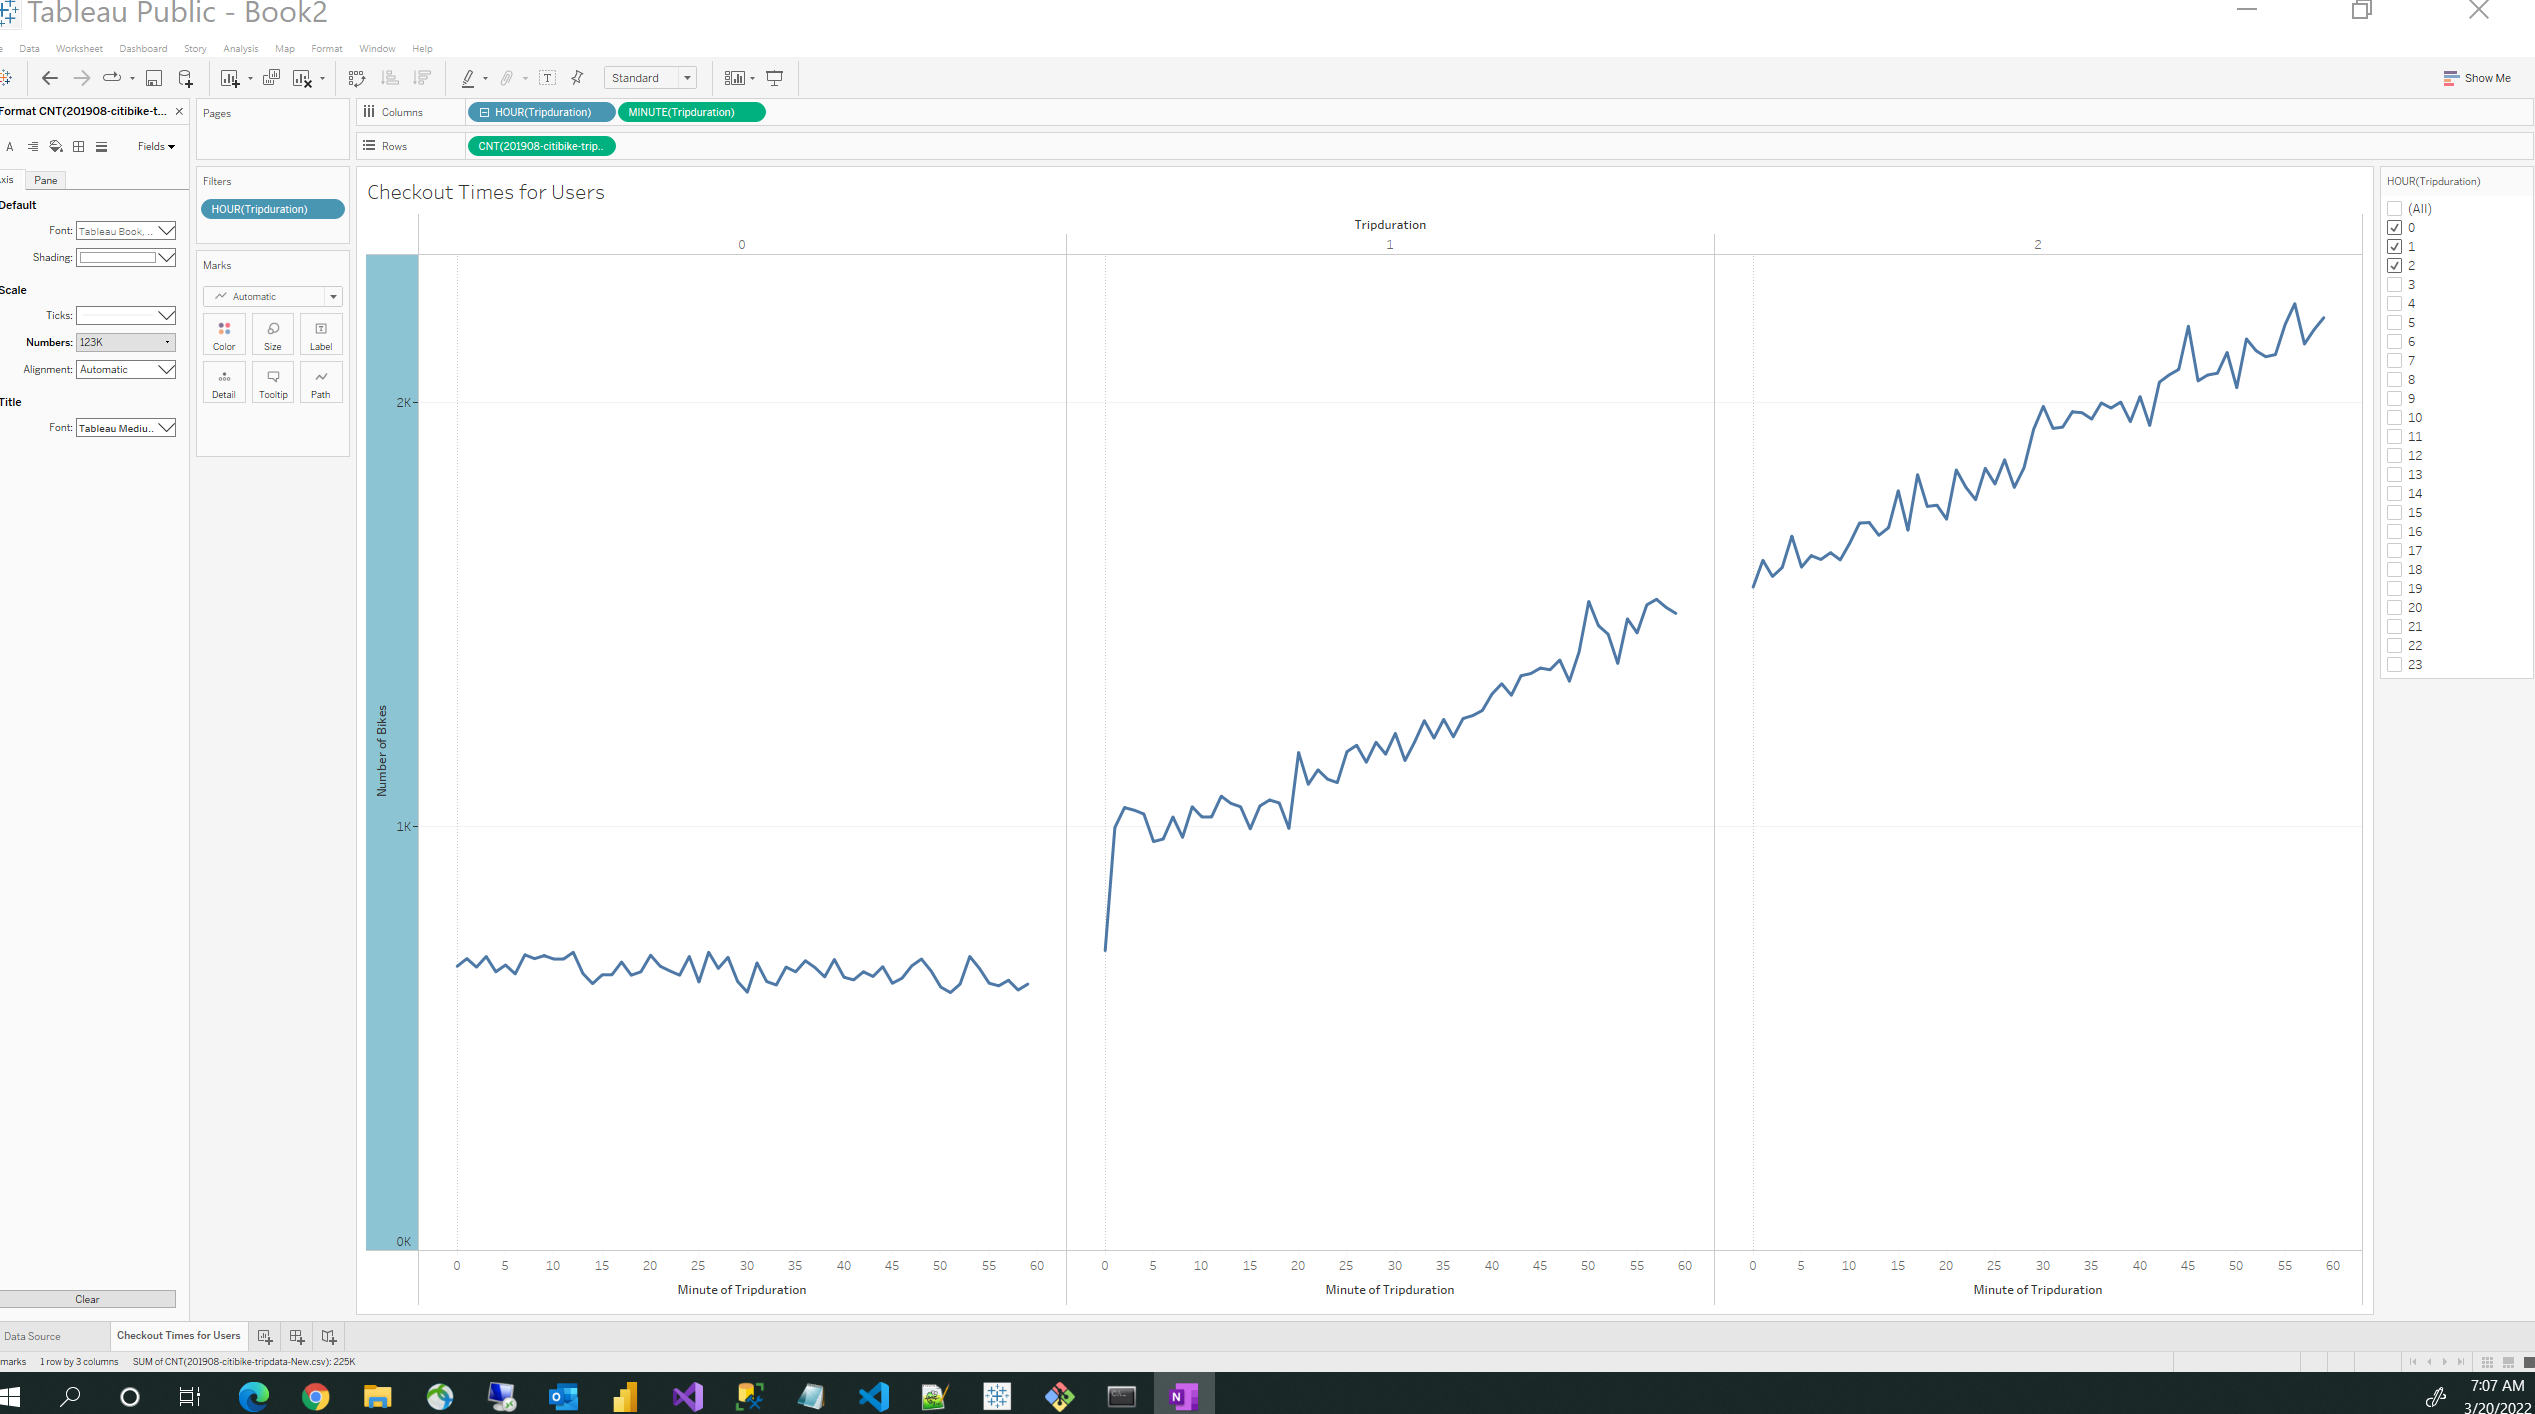 Tableau Public - Book2
Data Worksheet Dashboard Story Analysis Map Format Window Help
Standard
Show Me
Format CNT(201908-citibike-t...
Fields
Pane
Default
Font: Tableau Book, ..
Shading:
Scale
Ticks:
Numbers: 123K
Alignment: Automatic
Title
Font: Tableau Mediu..
Clear
Pages
Filters
HOUR(Tripduration)
Marks
Automatic
Color Size Label
Detail Tooltip Path
Columns HOUR(Tripduration) MINUTE(Tripduration)
Rows CNT(201908-citibike-trip..
Checkout Times for Users
Tripduration
0 1 2
Number of Bikes
2K
1K
0K
0 5 10 15 20 25 30 35 40 45 50 55 60
Minute of Tripduration
0 5 10 15 20 25 30 35 40 45 50 55 60
Minute of Tripduration
0 5 10 15 20 25 30 35 40 45 50 55 60
Minute of Tripduration
HOUR(Tripduration)
(All)
0
1
2
3
4
5
6
7
8
9
10
11
12
13
14
15
16
17
18
19
20
21
22
23
Data Source
Checkout Times for Users
marks 1 row by 3 columns SUM of CNT(201908-citibike-tripdata-New.csv): 225K
7:07 AM
3/20/2022